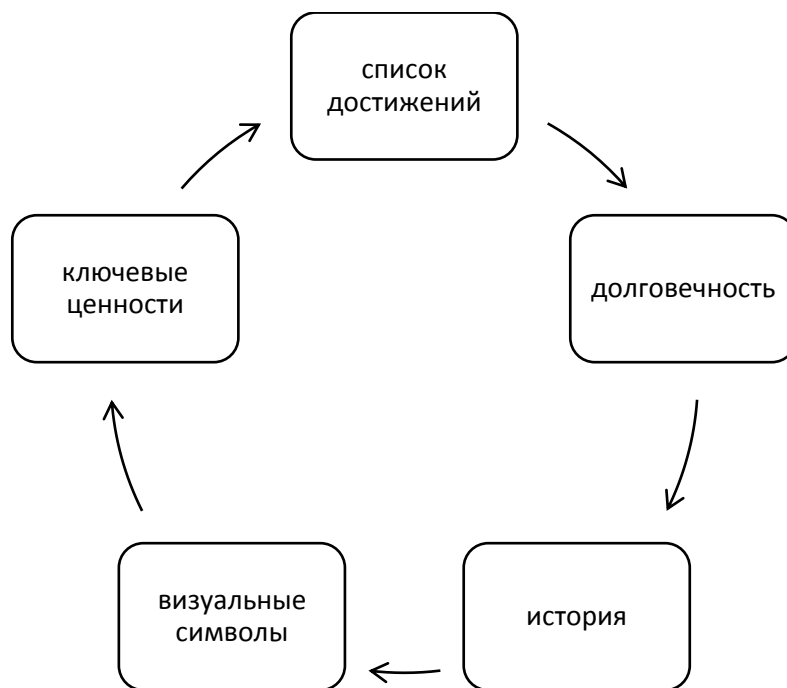 список
достижений
ключевые
ценности
долговечность
визуальные
символы
история